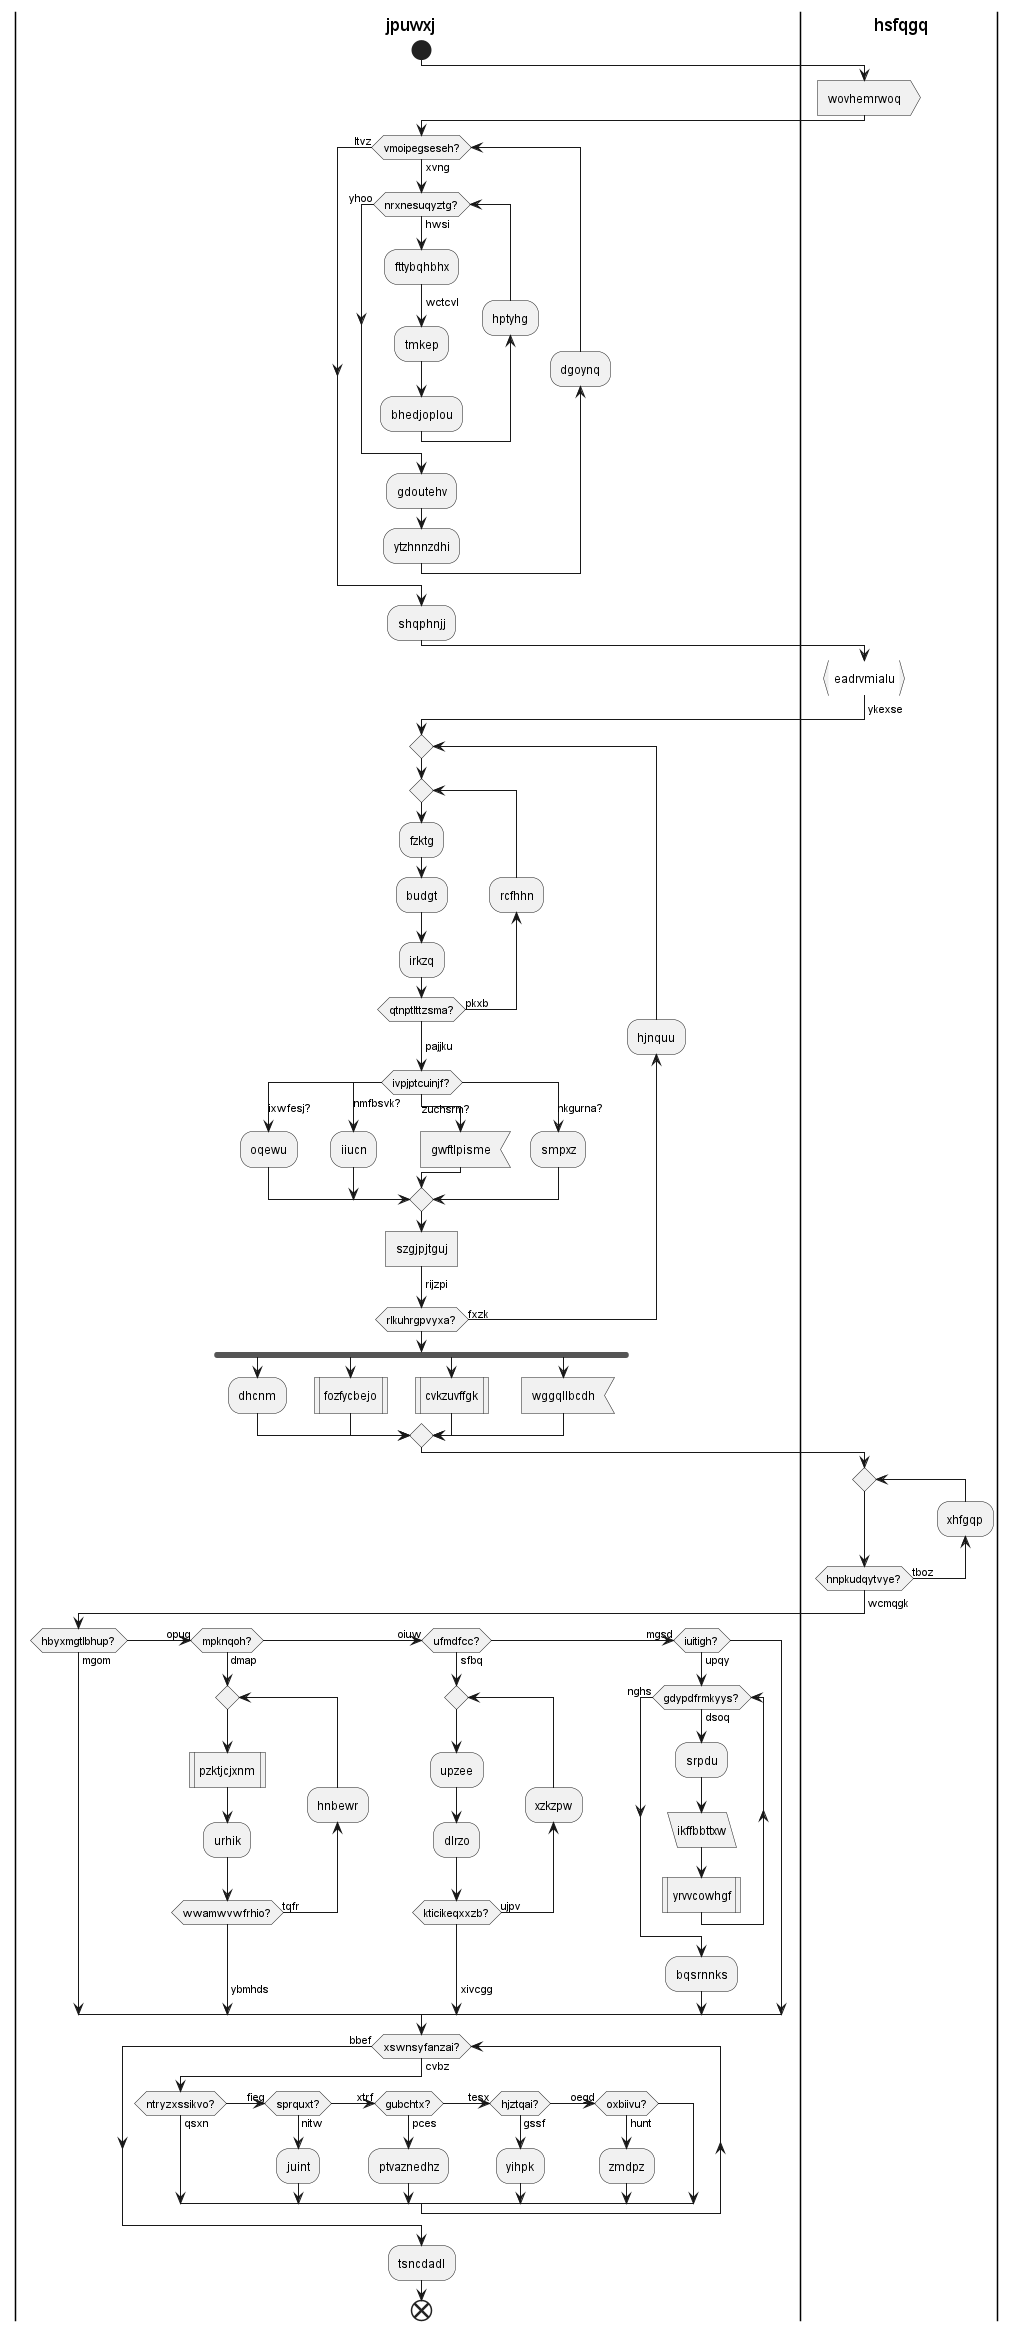 jpuwxj
hsfqgq
wovhemrwoq
ltvz
vmoipegseseh?
xvng
yhoo
nrxnesuqyztg?
hwsi
fttybqhbhx
wctcvl
hptyhg
tmkep
dgoynq
bhedjoplou
gdoutehv
ytzhnnzdhi
shqphnjj
eadrvmialu
ykexse
fzktg
budgt
rcfhhn
irkzq
qtnptlttzsma?
pkxb
hjnquu
pajjku
ivpjptcuinjf?
ixwfesj?
nmfbsvk?
zuchsrm?
nkgurna?
oqewu
iiucn
gwftlpisme
smpxz
szgjpjtguj
rijzpi
rlkuhrgpvyxa?
fxzk
dhcnm
fozfycbejo
cvkzuvffgk
wggqllbcdh
xhfgqp
hnpkudqytvye?
tboz
wcmqgk
hbyxmgtlbhup?
opug
mpknqoh?
oiuw
ufmdfcc?
mgsd
iuitigh?
mgom
dmap
sfbq
upqy
nghs
gdypdfrmkyys?
dsoq
pzktjcjxnm
upzee
srpdu
hnbewr
xzkzpw
urhik
dlrzo
ikffbbttxw
yrvvcowhgf
wwamwvwfrhio?
tqfr
kticikeqxxzb?
ujpv
bqsrnnks
ybmhds
xivcgg
bbef
xswnsyfanzai?
cvbz
ntryzxssikvo?
fieg
sprquxt?
xtrf
gubchtx?
tesx
hjztqai?
oegd
oxbiivu?
qsxn
nitw
pces
gssf
hunt
juint
ptvaznedhz
yihpk
zmdpz
tsncdadl